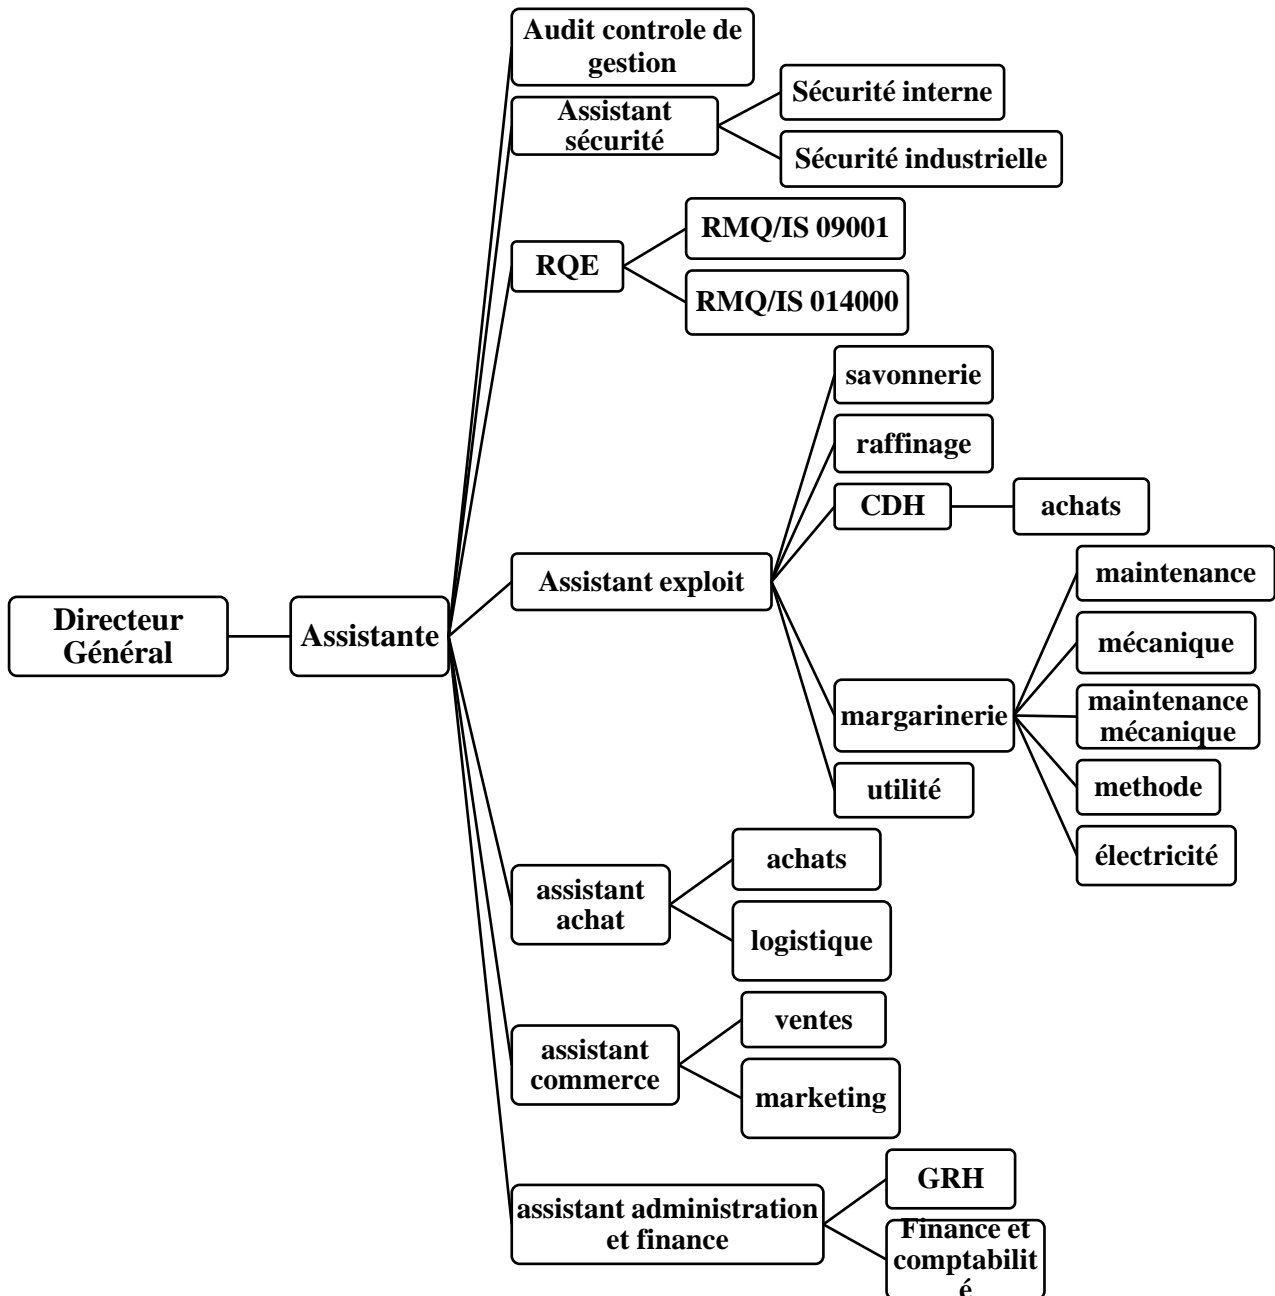 Audit controle de
gestion
Assistant
sécurité
Sécurité interne
Sécurité industrielle
RQE
RMQ/IS 09001
RMQ/IS 014000
Directeur
Général
Assistante
Assistant exploit
savonnerie
raffinage
CDH
achats
margarinerie
maintenance
mécanique
maintenance
mécanique
methode
électricité
utilité
assistant
achat
achats
logistique
assistant
commerce
ventes
marketing
assistant administration
et finance
GRH
Finance et
comptabilit
é